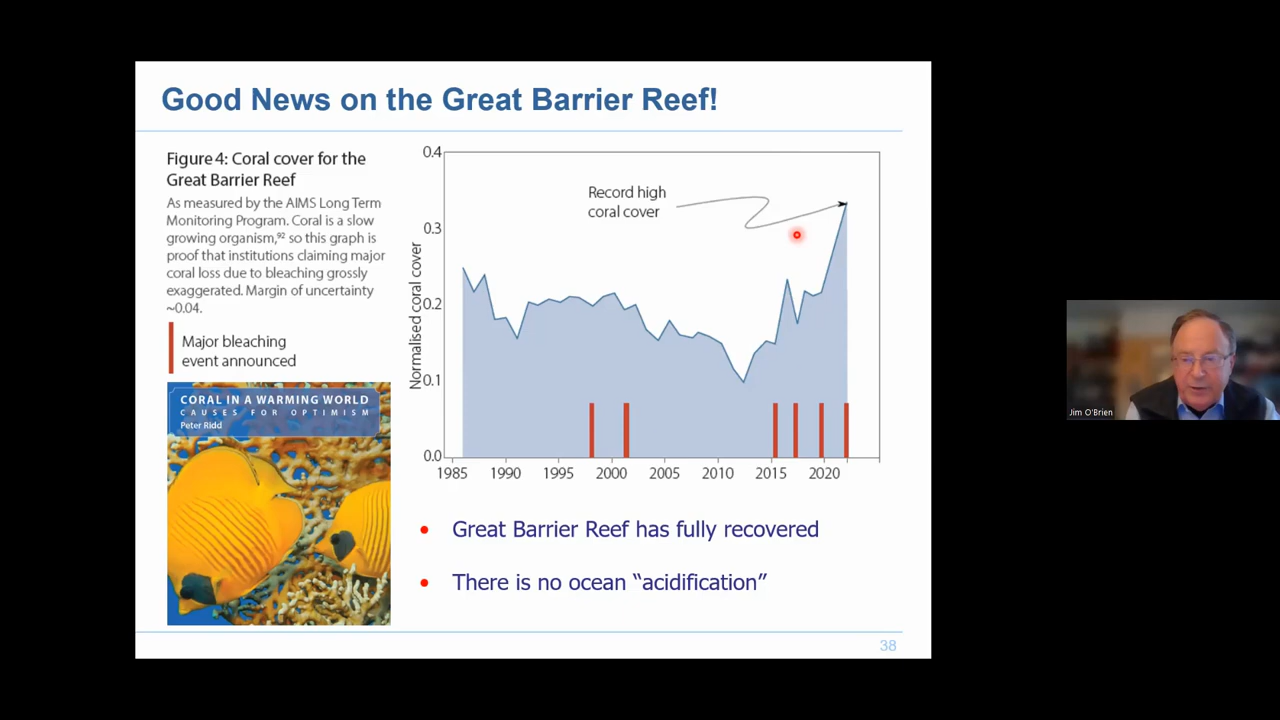 Good News on the Great Barrier Reef!
Figure 4: Coral cover for the
Great Barrier Reef
As measured by the AIMS Long Term
Monitoring Program. Coral is a slow
growing organism,⁹² so this graph is
proof that institutions claiming major
coral loss due to bleaching grossly
exaggerated. Margin of uncertainty
~0.04.
Major bleaching
event announced
CORAL IN A WARMING WORLD
CAUSES FOR OPTIMISM
Peter Ridd
Normalised coral cover
0.4
0.3
0.2
0.1
0.0
Record high
coral cover
1985 1990 1995 2000 2005 2010 2015 2020
• Great Barrier Reef has fully recovered
• There is no ocean “acidification”
38
Jim O'Brien